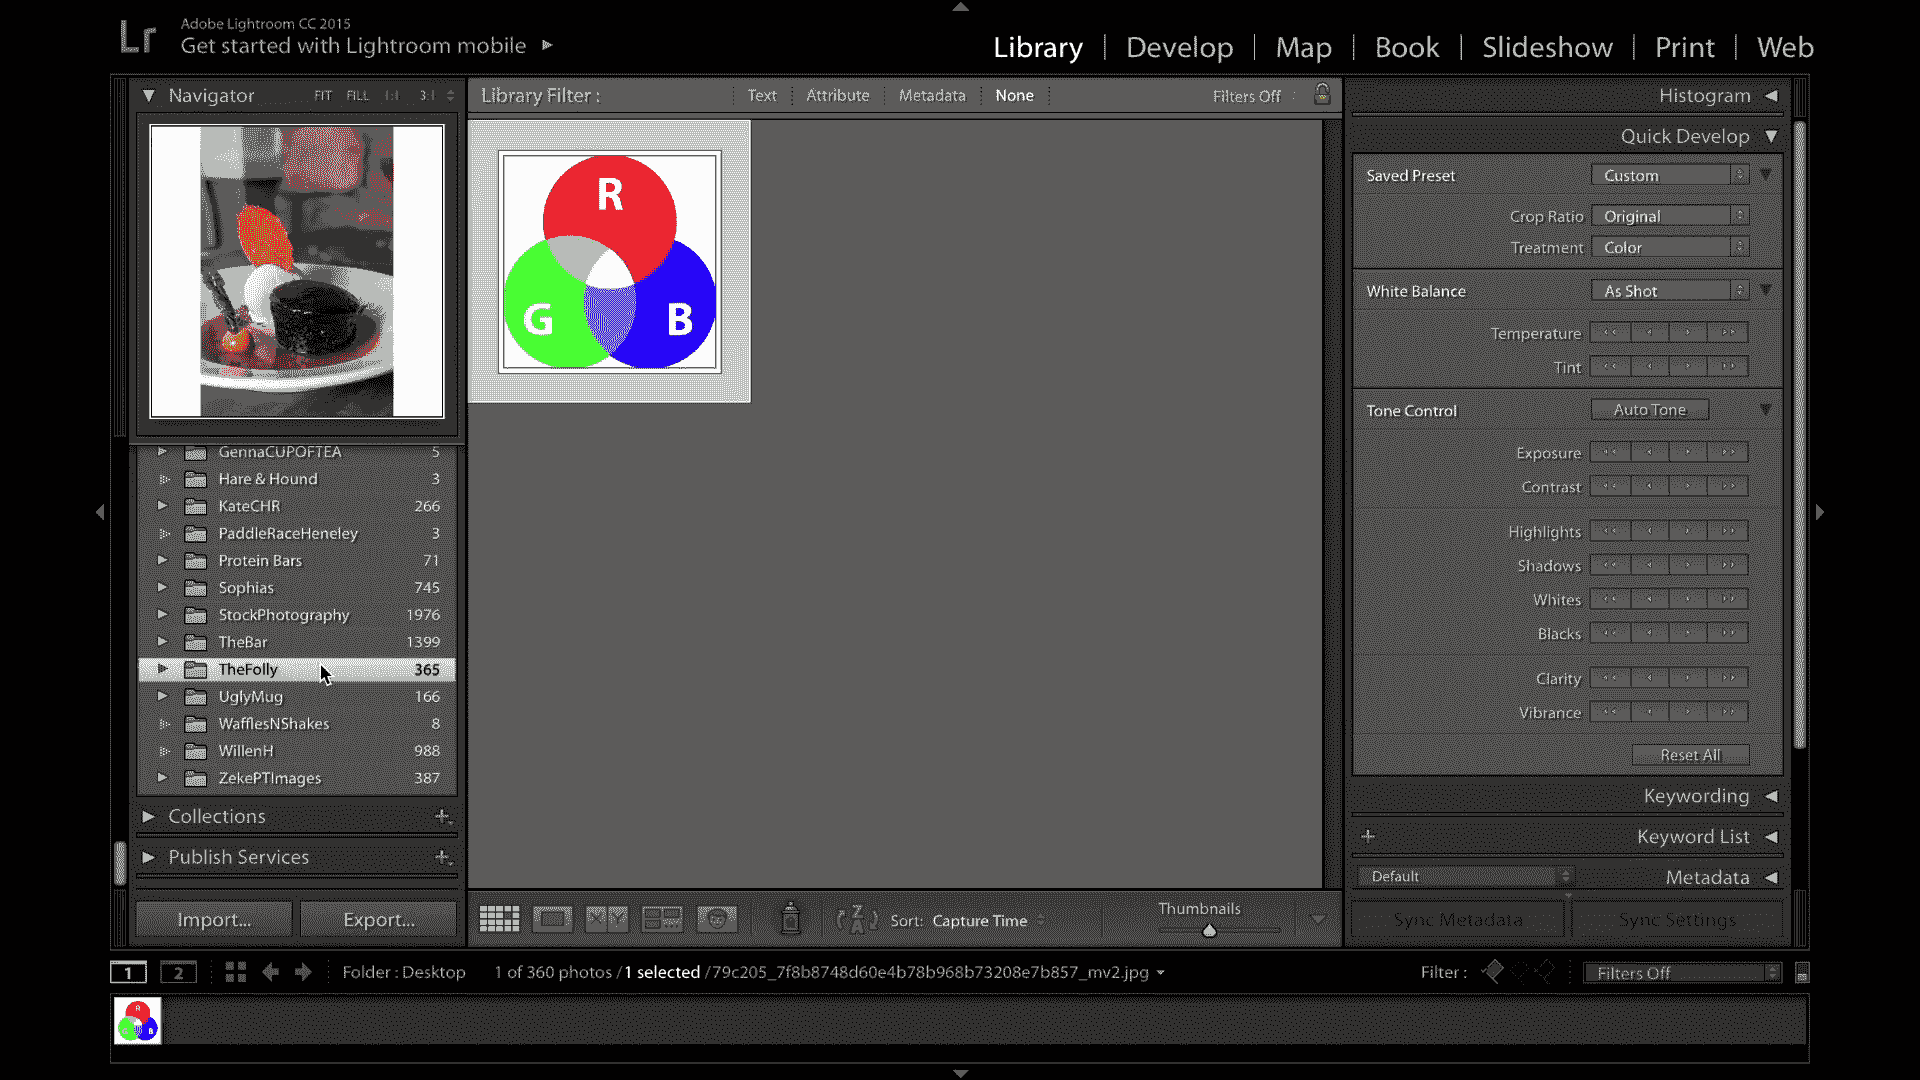 Lr
Adobe Lightroom CC 2015
Get started with Lightroom mobile
Library Develop Map Book Slideshow Print Web
Navigator FIT FILL 1:1 3:1
Library Filter : Text Attribute Metadata None Filters Off
Histogram
Quick Develop
R
G B
Saved Preset Custom
Crop Ratio Original
Treatment Color
White Balance As Shot
Temperature
Tint
Tone Control Auto Tone
Exposure
Contrast
Highlights
Shadows
Whites
Blacks
Clarity
Vibrance
Reset All
GennaCUPOFTEA 5
Hare & Hound 3
KateCHR 266
PaddleRaceHeneley 3
Protein Bars 71
Sophias 745
StockPhotography 1976
TheBar 1399
TheFolly 365
UglyMug 166
WafflesNShakes 8
WillenH 988
ZekePTImages 387
Collections
Publish Services
Import... Export...
Keywording
Keyword List
Default Metadata
Sync Metadata Sync Settings
Sort: Capture Time Thumbnails
1 2 Folder : Desktop 1 of 360 photos / 1 selected / 79c205_7f8b8748d60e4b78b968b73208e7b857_mv2.jpg Filter : Filters Off